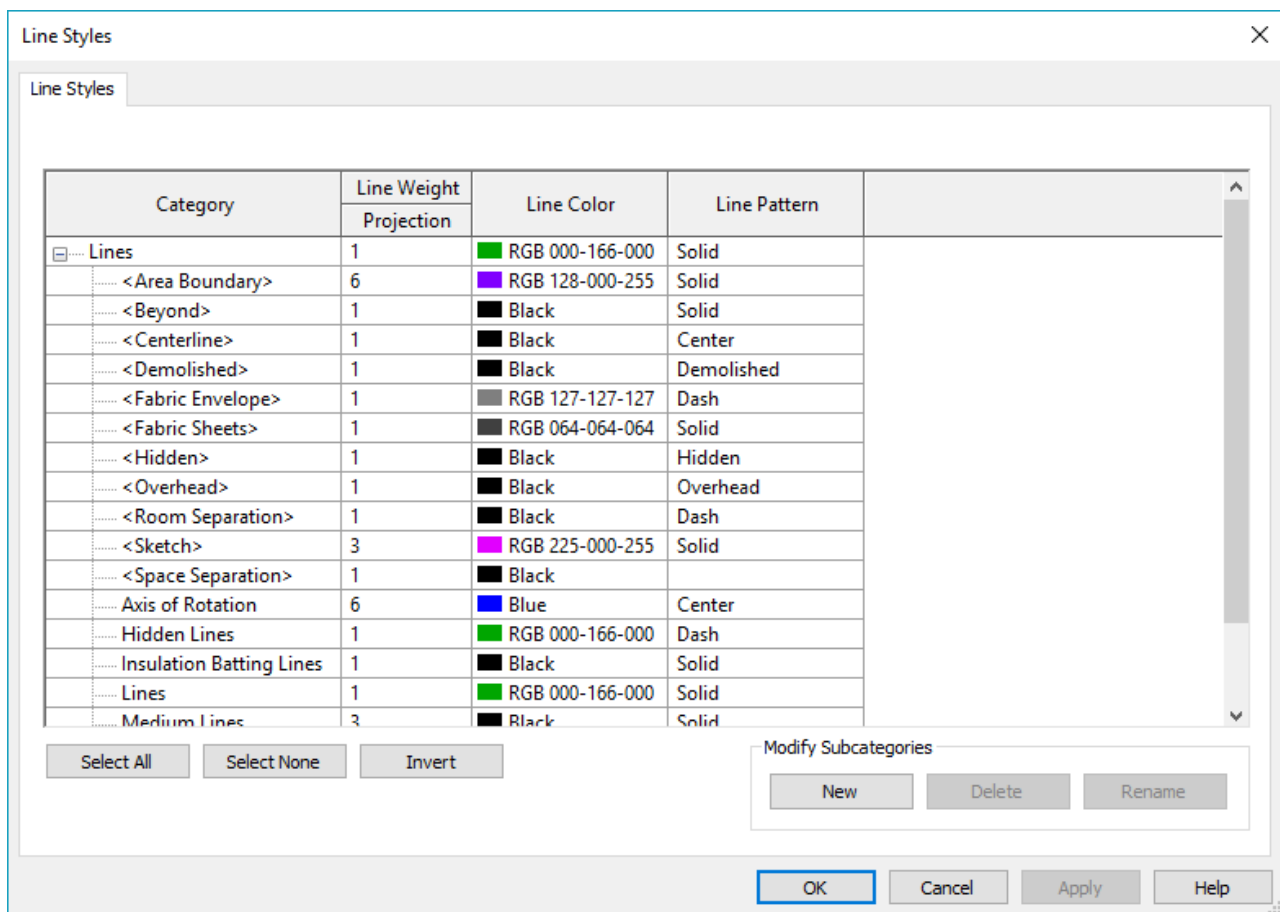 Line Styles
Line Styles
Category Line Weight Line Color Line Pattern
Projection
Lines 1 RGB 000-166-000 Solid
<Area Boundary> 6 RGB 128-000-255 Solid
<Beyond> 1 Black Solid
<Centerline> 1 Black Center
<Demolished> 1 Black Demolished
<Fabric Envelope> 1 RGB 127-127-127 Dash
<Fabric Sheets> 1 RGB 064-064-064 Solid
<Hidden> 1 Black Hidden
<Overhead> 1 Black Overhead
<Room Separation> 1 Black Dash
<Sketch> 3 RGB 225-000-255 Solid
<Space Separation> 1 Black
Axis of Rotation 6 Blue Center
Hidden Lines 1 RGB 000-166-000 Dash
Insulation Batting Lines 1 Black Solid
Lines 1 RGB 000-166-000 Solid
Medium Lines 3 Black Solid
Select All Select None Invert
Modify Subcategories
New Delete Rename
OK Cancel Apply Help